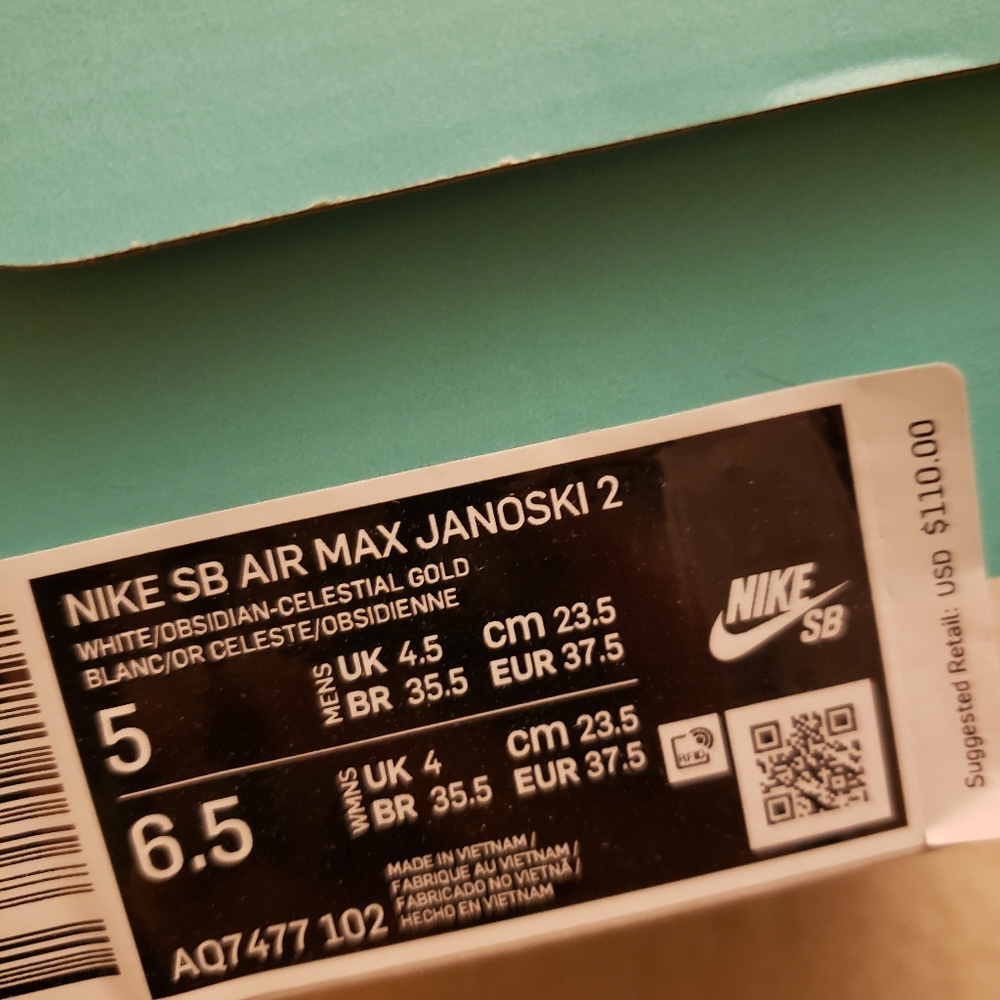 NIKE SB AIR MAX JANOSKI 2
WHITE/OBSIDIAN-CELESTIAL GOLD
BLANC/OR CELESTE/OBSIDIENNE
5
MENS
UK 4.5 cm 23.5
BR 35.5 EUR 37.5
6.5
WMNS
UK 4 cm 23.5
BR 35.5 EUR 37.5
MADE IN VIETNAM /
FABRIQUE AU VIETNAM /
FABRICADO NO VIETNÃ /
HECHO EN VIETNAM
AQ7477 102
NIKE
SB
RFID
Suggested Retail: USD $110.00